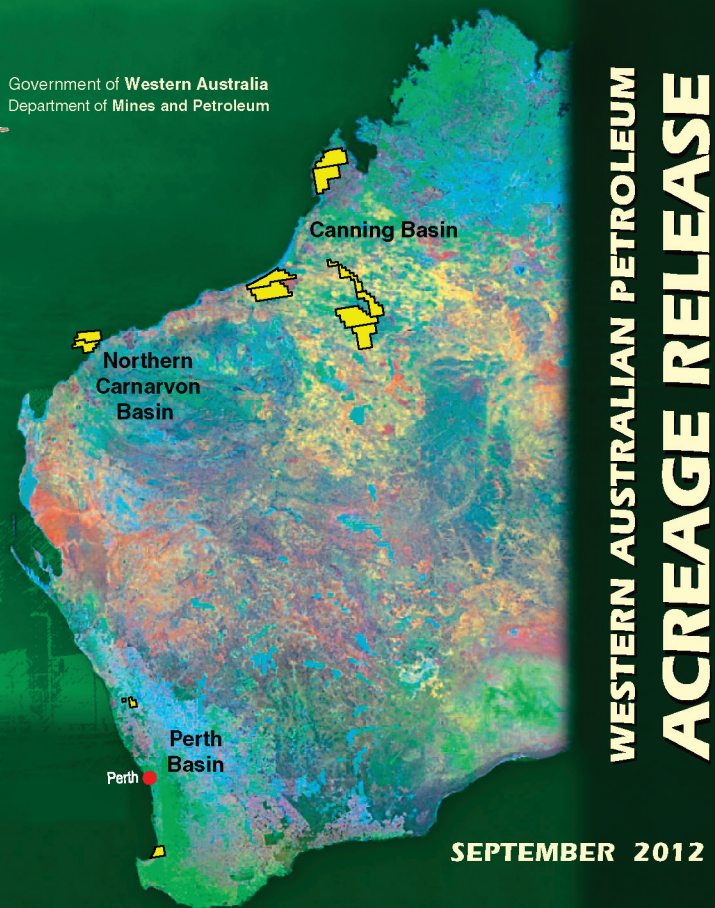 Government of Western Australia
Department of Mines and Petroleum
Canning Basin
Northern
Carnarvon
Basin
Perth
Basin
Perth
WESTERN AUSTRALIAN PETROLEUM
ACREAGE RELEASE
SEPTEMBER 2012